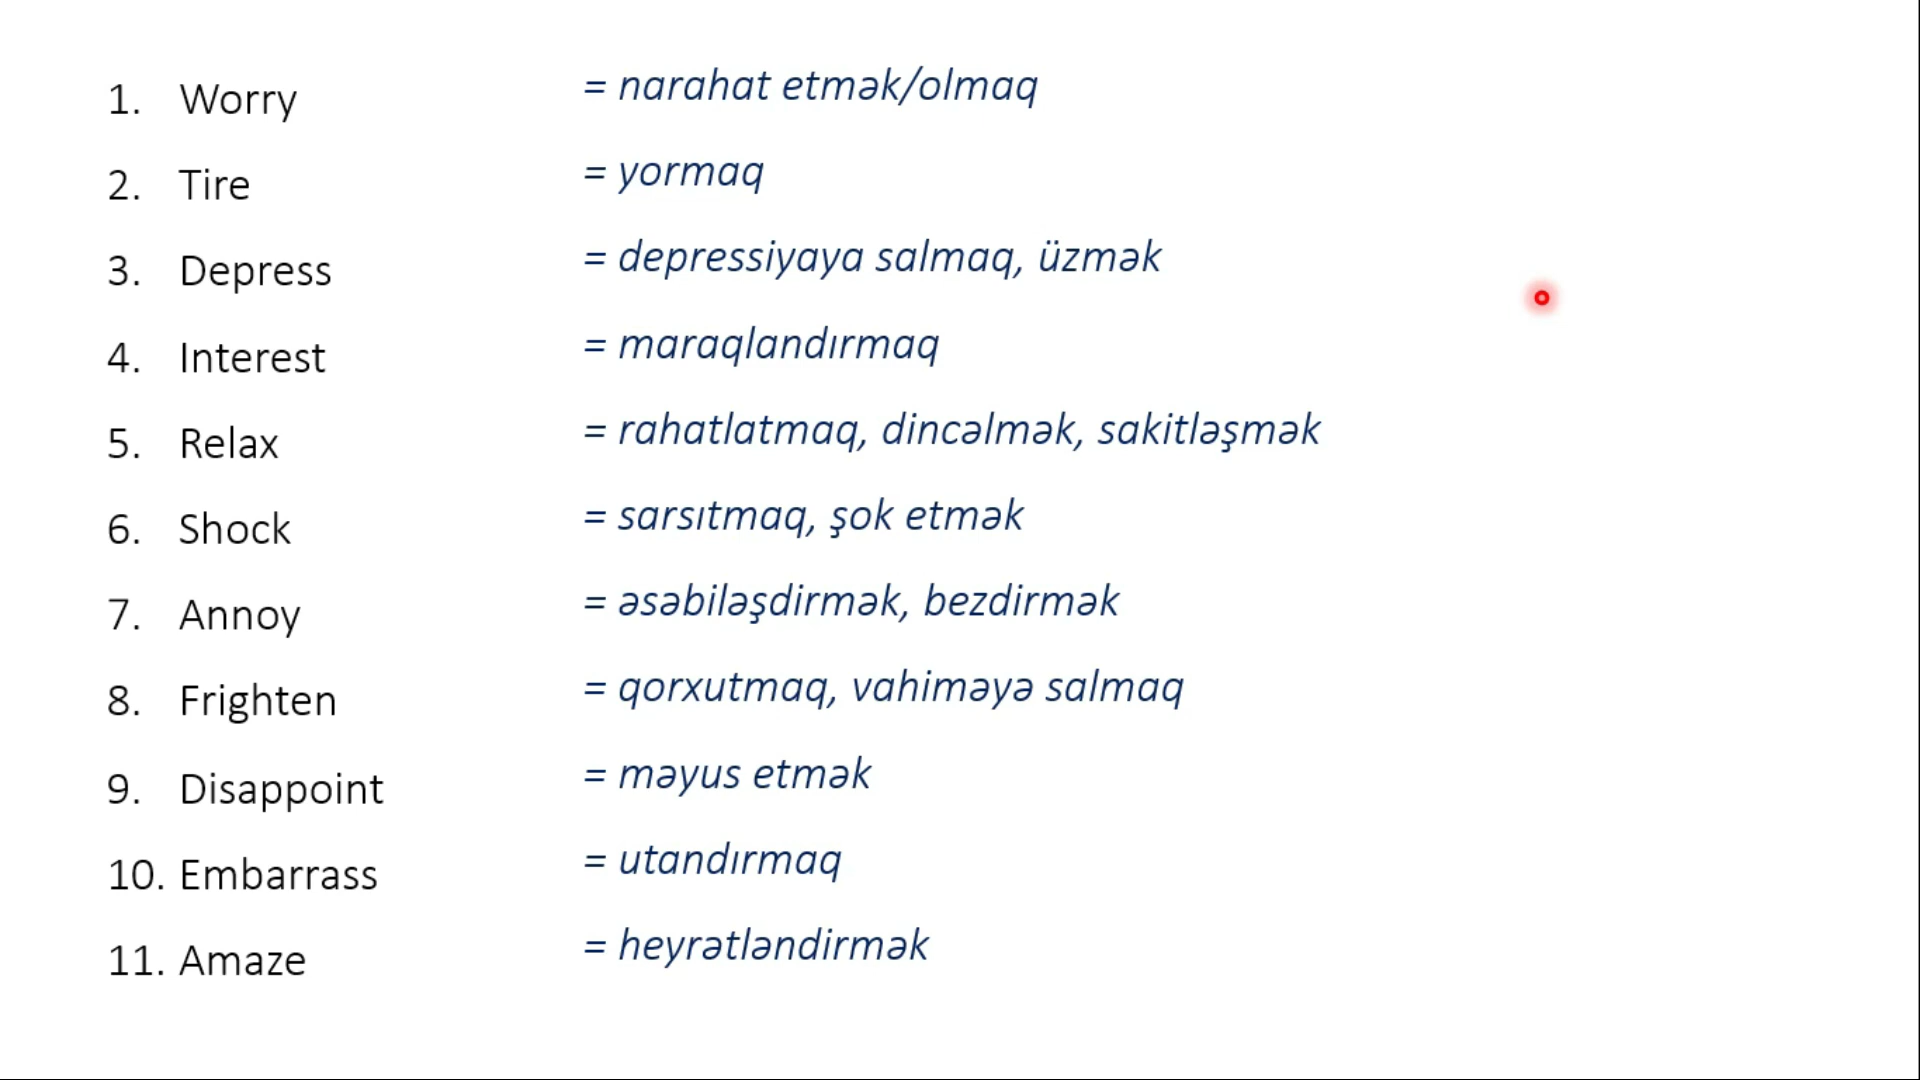 1. Worry = narahat etmək/olmaq
2. Tire = yormaq
3. Depress = depressiyaya salmaq, üzmək
4. Interest = maraqlandırmaq
5. Relax = rahatlatmaq, dincəlmək, sakitləşmək
6. Shock = sarsıtmaq, şok etmək
7. Annoy = əsəbiləşdirmək, bezdirmək
8. Frighten = qorxutmaq, vahiməyə salmaq
9. Disappoint = məyus etmək
10. Embarrass = utandırmaq
11. Amaze = heyrətləndirmək